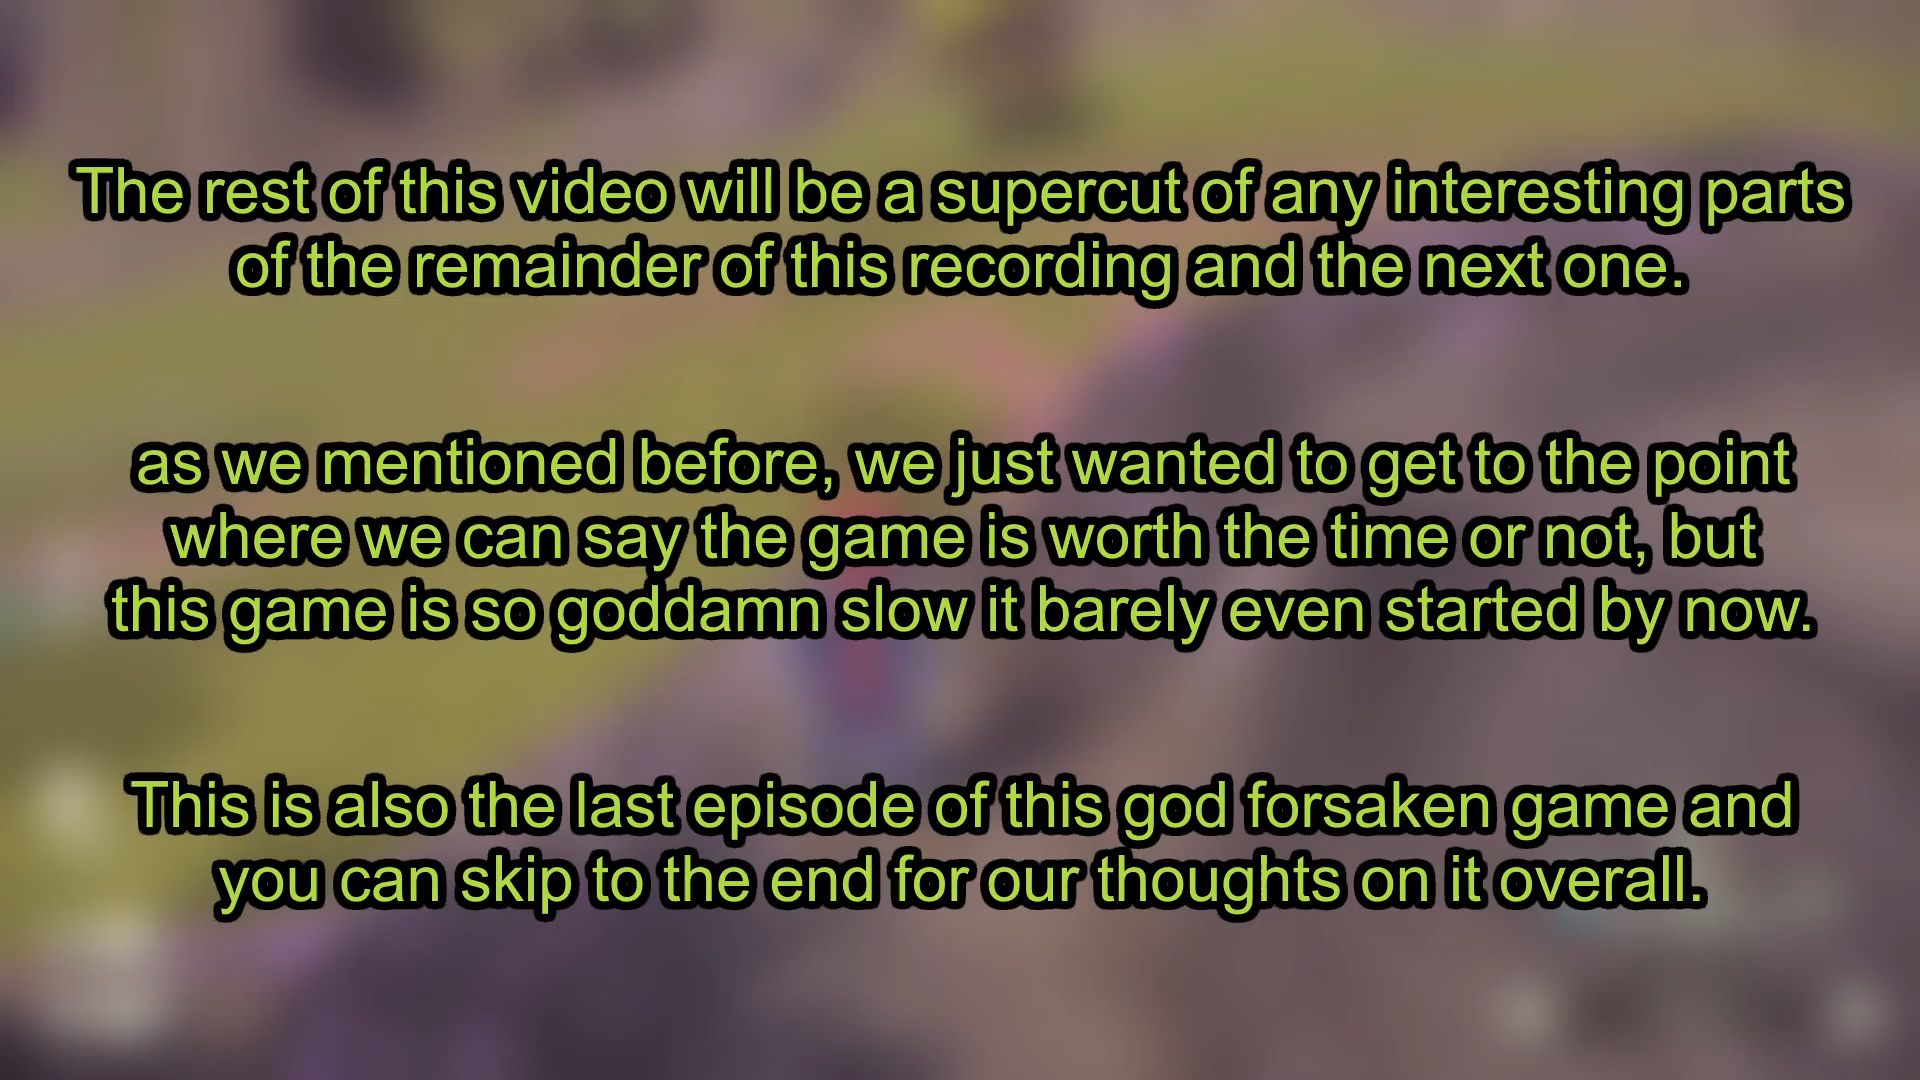 The rest of this video will be a supercut of any interesting parts
of the remainder of this recording and the next one.
as we mentioned before, we just wanted to get to the point
where we can say the game is worth the time or not, but
this game is so goddamn slow it barely even started by now.
This is also the last episode of this god forsaken game and
you can skip to the end for our thoughts on it overall.